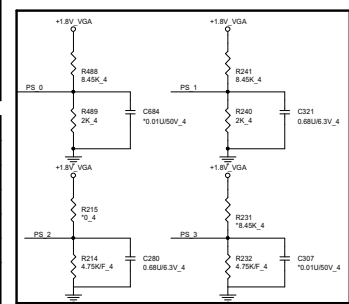 +1.8V_VGA
+1.8V_VGA
R488
8.45K_4
R241
8.45K_4
PS_0
PS_1
R489
2K_4
C684
*0.01U/50V_4
R240
2K_4
C321
0.68U/6.3V_4
+1.8V_VGA
+1.8V_VGA
R215
*0_4
R231
*8.45K_4
PS_2
PS_3
R214
4.75K/F_4
C280
0.68U/6.3V_4
R232
4.75K/F_4
C307
*0.01U/50V_4